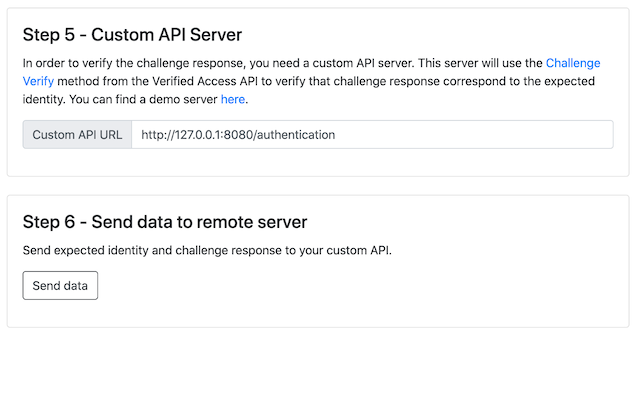 Step 5 - Custom API Server
In order to verify the challenge response, you need a custom API server. This server will use the Challenge
Verify method from the Verified Access API to verify that challenge response correspond to the expected
identity. You can find a demo server here.
Custom API URL http://127.0.0.1:8080/authentication
Step 6 - Send data to remote server
Send expected identity and challenge response to your custom API.
Send data